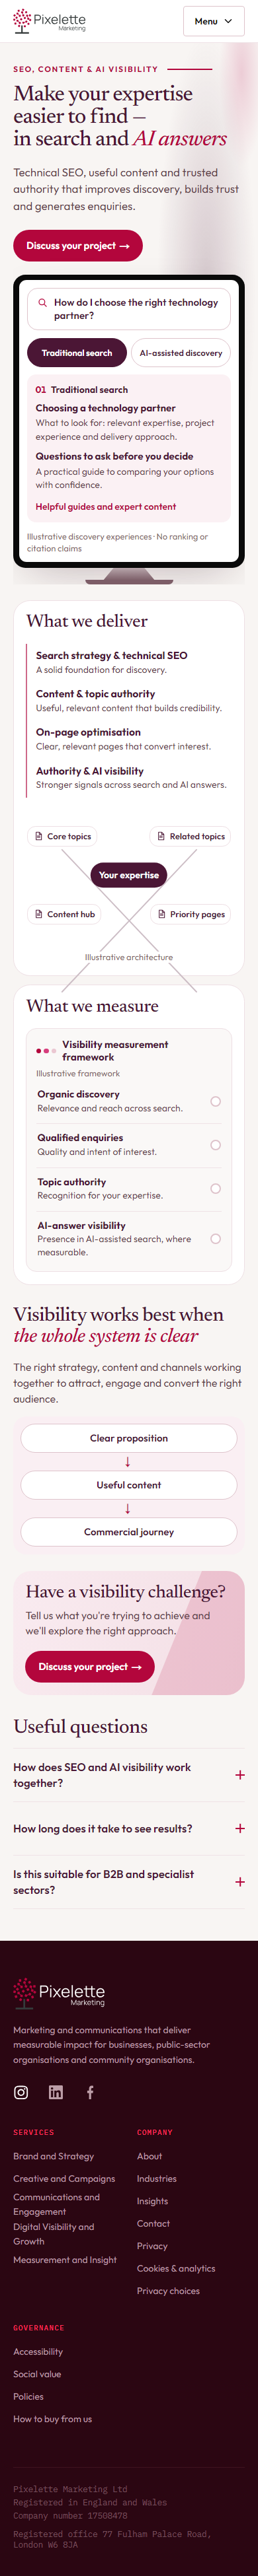 Pixelette
Marketing
Menu
SEO, CONTENT & AI VISIBILITY
Make your expertise
easier to find —
in search and AI answers
Technical SEO, useful content and trusted
authority that improves discovery, builds trust
and generates enquiries.
Discuss your project →
How do I choose the right technology
partner?
Traditional search
AI-assisted discovery
01 Traditional search
Choosing a technology partner
What to look for: relevant expertise, project
experience and delivery approach.
Questions to ask before you decide
A practical guide to comparing your options
with confidence.
Helpful guides and expert content
Illustrative discovery experiences · No ranking or
citation claims
What we deliver
Search strategy & technical SEO
A solid foundation for discovery.
Content & topic authority
Useful, relevant content that builds credibility.
On-page optimisation
Clear, relevant pages that convert interest.
Authority & AI visibility
Stronger signals across search and AI answers.
Core topics
Related topics
Your expertise
Content hub
Priority pages
Illustrative architecture
What we measure
Visibility measurement
framework
Illustrative framework
Organic discovery
Relevance and reach across search.
Qualified enquiries
Quality and intent of interest.
Topic authority
Recognition for your expertise.
AI-answer visibility
Presence in AI-assisted search, where
measurable.
Visibility works best when
the whole system is clear
The right strategy, content and channels working
together to attract, engage and convert the right
audience.
Clear proposition
↓
Useful content
↓
Commercial journey
Have a visibility challenge?
Tell us what you're trying to achieve and
we'll explore the right approach.
Discuss your project →
Useful questions
How does SEO and AI visibility work
together?
How long does it take to see results?
Is this suitable for B2B and specialist
sectors?
Pixelette
Marketing
Marketing and communications that deliver
measurable impact for businesses, public-sector
organisations and community organisations.
SERVICES
Brand and Strategy
Creative and Campaigns
Communications and
Engagement
Digital Visibility and
Growth
Measurement and Insight
COMPANY
About
Industries
Insights
Contact
Privacy
Cookies & analytics
Privacy choices
GOVERNANCE
Accessibility
Social value
Policies
How to buy from us
Pixelette Marketing Ltd
Registered in England and Wales
Company number 17508478
Registered office 77 Fulham Palace Road,
London W6 8JA